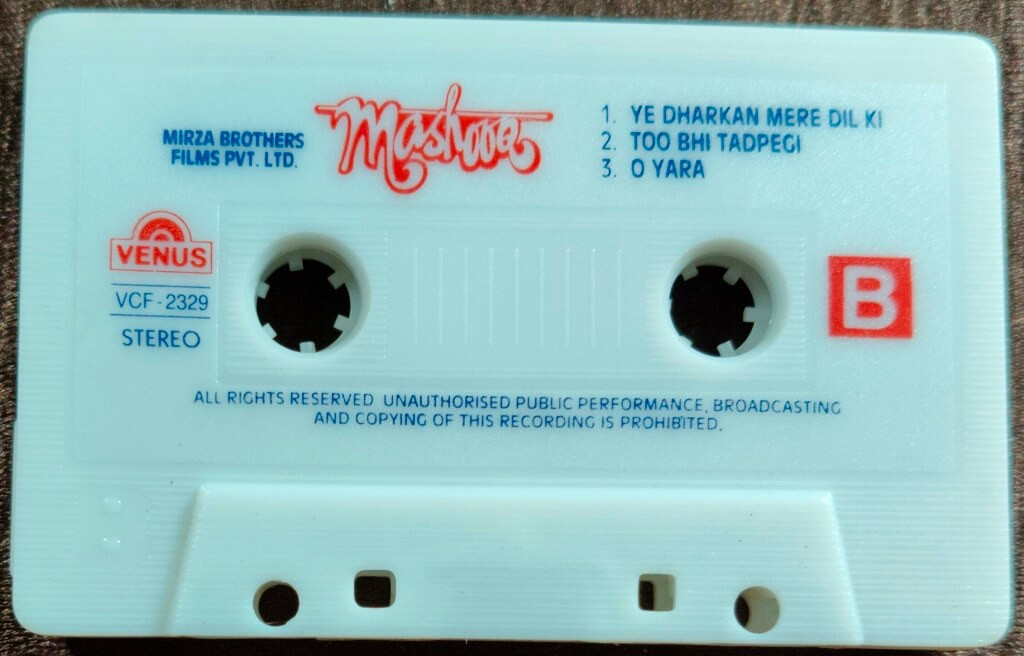 MIRZA BROTHERS
FILMS PVT. LTD.
Mashooq
1. YE DHARKAN MERE DIL KI
2. TOO BHI TADPEGI
3. O YARA
VENUS
VCF-2329
STEREO
B
ALL RIGHTS RESERVED UNAUTHORISED PUBLIC PERFORMANCE, BROADCASTING
AND COPYING OF THIS RECORDING IS PROHIBITED.